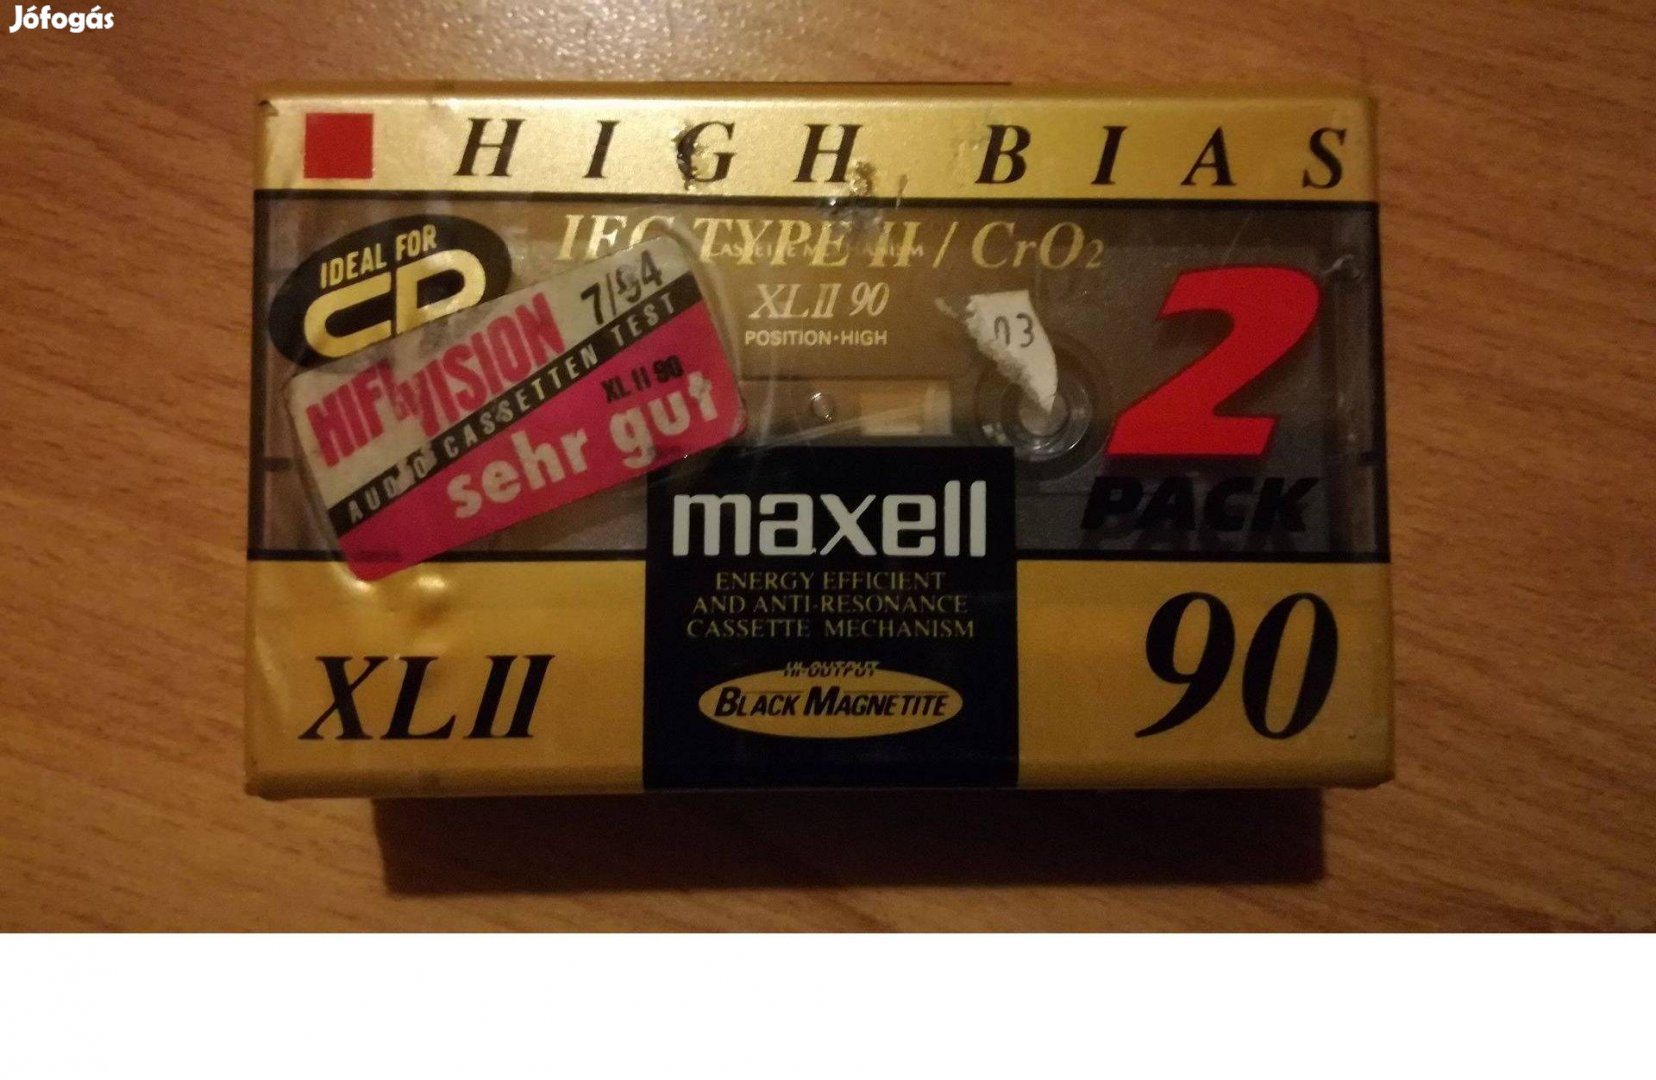 Jófogás
HIGH BIAS
IEC TYPE II / CrO2
CASSETTE MECHANISM
IDEAL FOR
CD
XLII 90
POSITION·HIGH
HIFI VISION 7/94
AUDIO CASSETTEN TEST
XL II 90
sehr gut
03
2
PACK
maxell
ENERGY EFFICIENT
AND ANTI-RESONANCE
CASSETTE MECHANISM
HI-OUTPUT
BLACK MAGNETITE
XLII
90